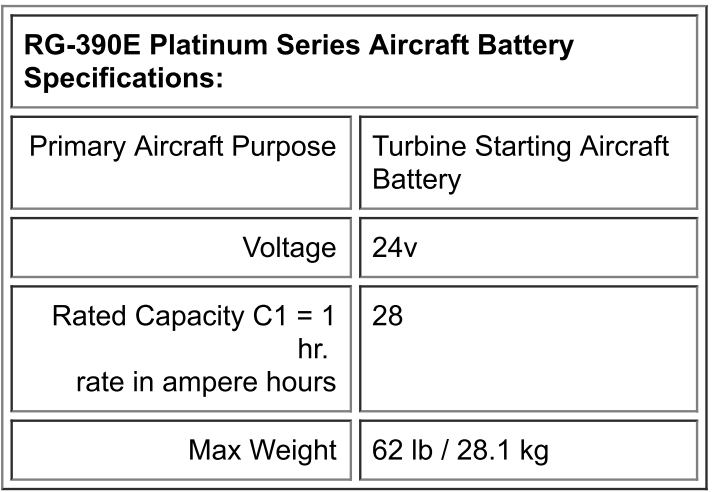 RG-390E Platinum Series Aircraft Battery
Specifications:
Primary Aircraft Purpose
Turbine Starting Aircraft
Battery
Voltage
24v
Rated Capacity C1 = 1
hr.
rate in ampere hours
28
Max Weight
62 lb / 28.1 kg